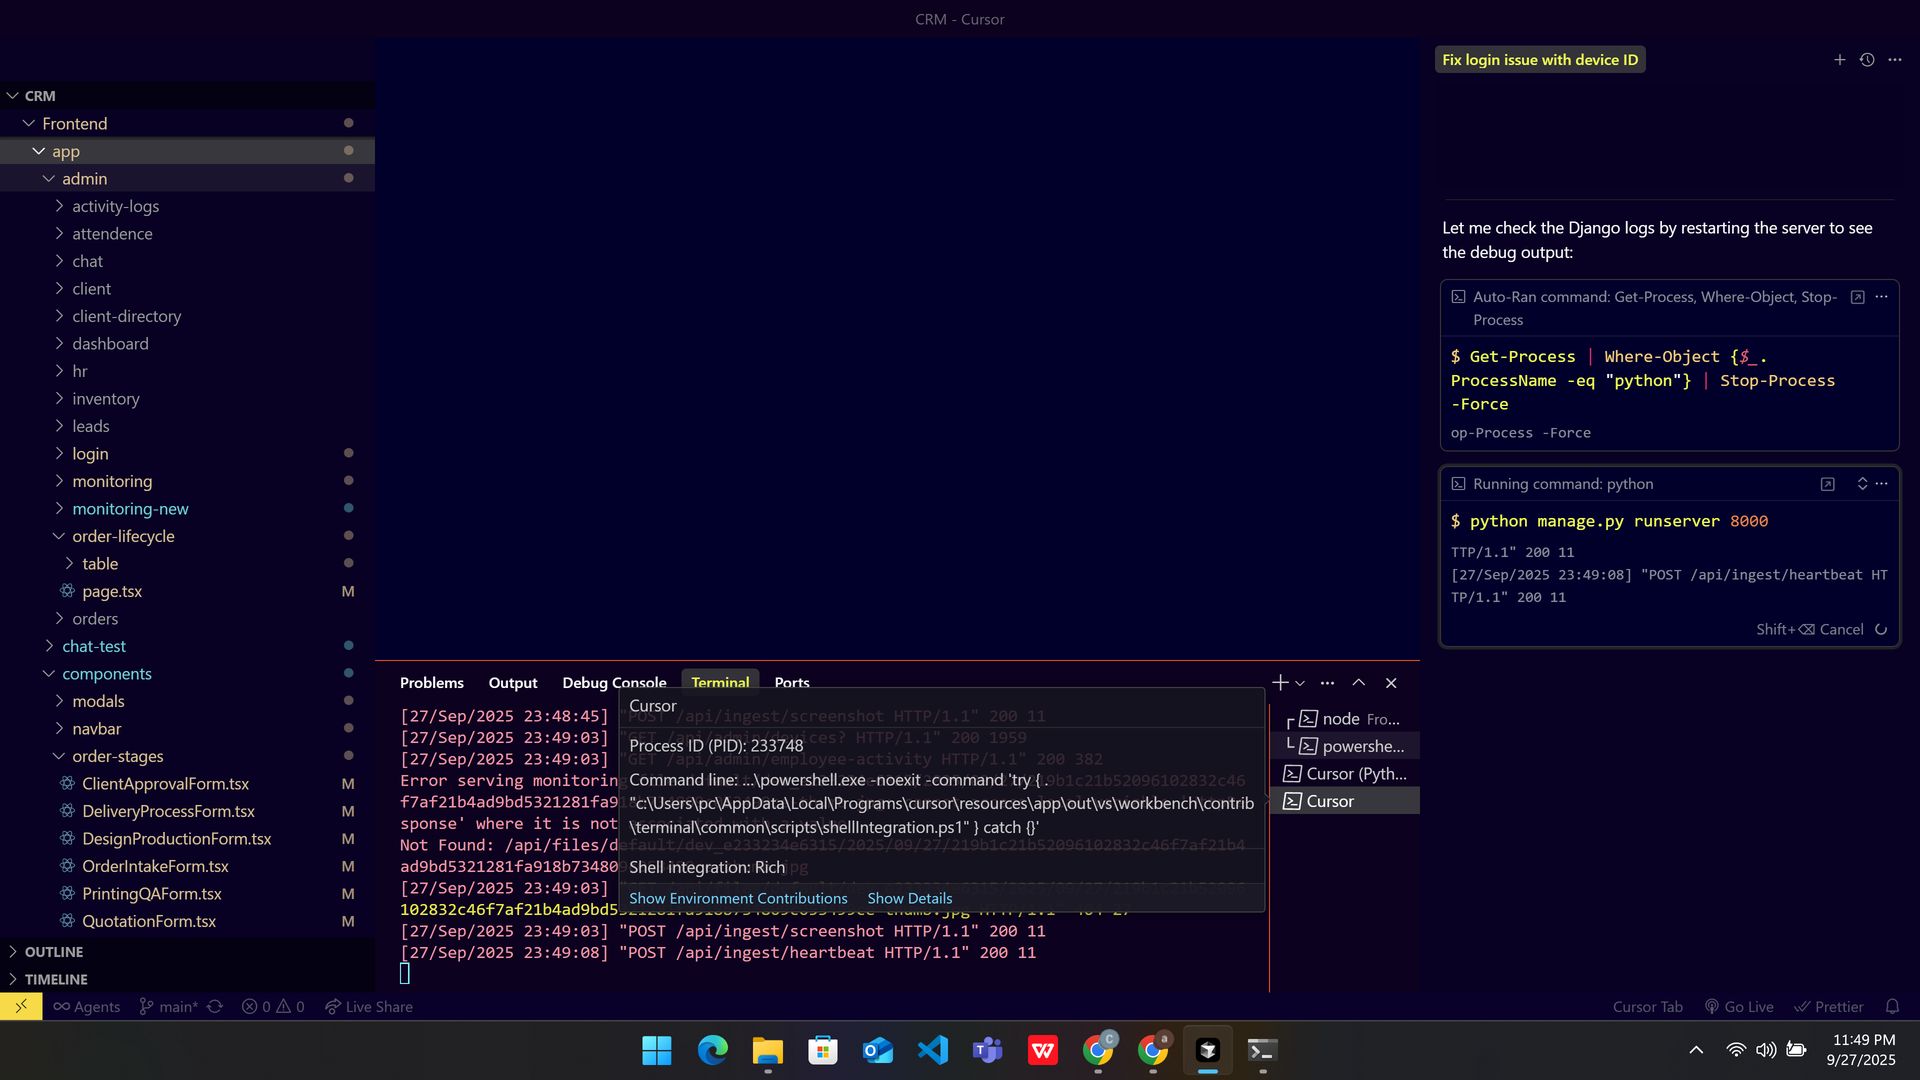 CRM - Cursor
CRM
Frontend
app
admin
activity-logs
attendence
chat
client
client-directory
dashboard
hr
inventory
leads
login
monitoring
monitoring-new
order-lifecycle
table
page.tsx M
orders
chat-test
components
modals
navbar
order-stages
ClientApprovalForm.tsx M
DeliveryProcessForm.tsx M
DesignProductionForm.tsx M
OrderIntakeForm.tsx M
PrintingQAForm.tsx M
QuotationForm.tsx M
OUTLINE
TIMELINE
Problems Output Debug Console Terminal Ports
[27/Sep/2025 23:48:45] "POST /api/ingest/screenshot HTTP/1.1" 200 11
[27/Sep/2025 23:49:03] "GET /api/admin/devices? HTTP/1.1" 200 1959
[27/Sep/2025 23:49:03] "GET /api/admin/employee-activity HTTP/1.1" 200 382
Error serving monitoring
f7af21b4ad9bd5321281fa9
sponse' where it is not
Not Found: /api/files/default/dev_e233234e6315/2025/09/27/219b1c21b52096102832c46f7af21b4
ad9bd5321281fa918b73480
[27/Sep/2025 23:49:03]
102832c46f7af21b4ad9bd5321281fa918b734809c695499ce-thumb.jpg HTTP/1.1" 404 27
[27/Sep/2025 23:49:03] "POST /api/ingest/screenshot HTTP/1.1" 200 11
[27/Sep/2025 23:49:08] "POST /api/ingest/heartbeat HTTP/1.1" 200 11
Cursor
Process ID (PID): 233748
Command line: ...\powershell.exe -noexit -command 'try { .
"c:\Users\pc\AppData\Local\Programs\cursor\resources\app\out\vs\workbench\contrib
\terminal\common\scripts\shellIntegration.ps1" } catch {}'
Shell integration: Rich
Show Environment Contributions Show Details
node Fro...
powershe...
Cursor (Pyth...
Cursor
Fix login issue with device ID
Let me check the Django logs by restarting the server to see
the debug output:
Auto-Ran command: Get-Process, Where-Object, Stop-
Process
$ Get-Process | Where-Object {$_.
ProcessName -eq "python"} | Stop-Process
-Force
op-Process -Force
Running command: python
$ python manage.py runserver 8000
TTP/1.1" 200 11
[27/Sep/2025 23:49:08] "POST /api/ingest/heartbeat HT
TP/1.1" 200 11
Shift+⌫ Cancel
Agents main* 0 0 Live Share
Cursor Tab Go Live Prettier
11:49 PM
9/27/2025